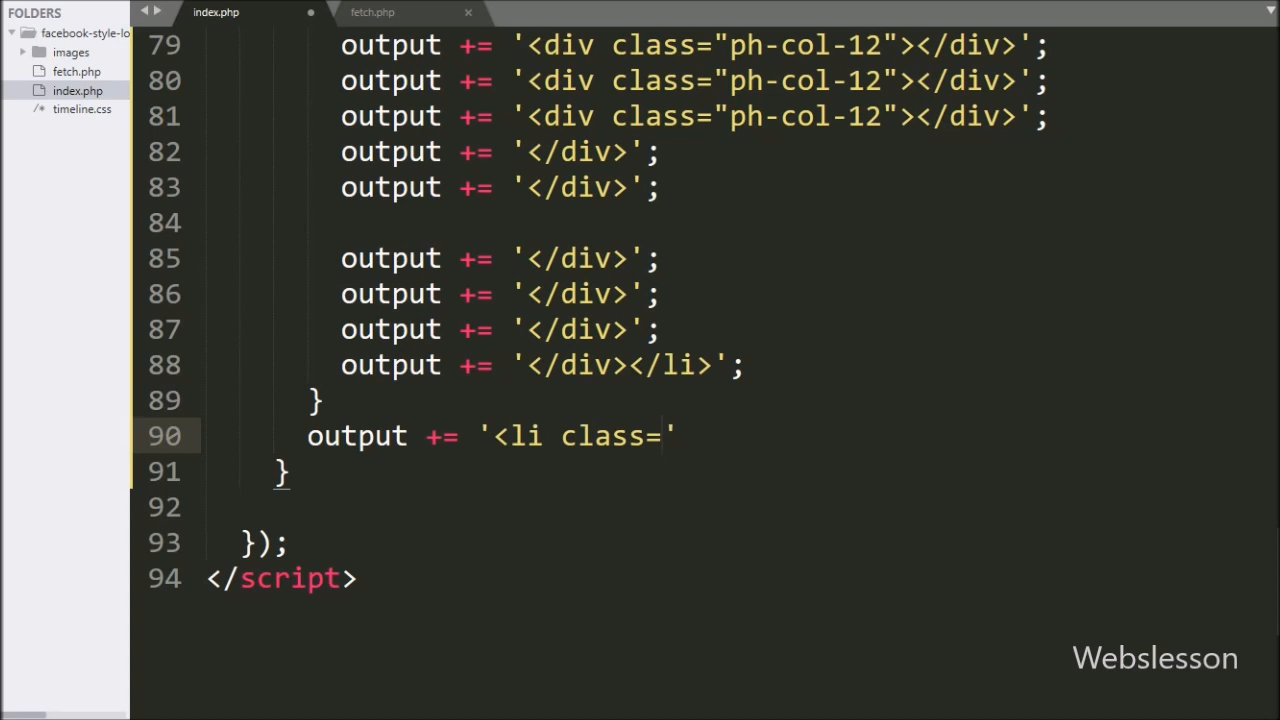 FOLDERS
facebook-style-lo
images
fetch.php
index.php
timeline.css
index.php fetch.php
79 output += '<div class="ph-col-12"></div>';
80 output += '<div class="ph-col-12"></div>';
81 output += '<div class="ph-col-12"></div>';
82 output += '</div>';
83 output += '</div>';
84
85 output += '</div>';
86 output += '</div>';
87 output += '</div>';
88 output += '</div></li>';
89 }
90 output += '<li class='
91 }
92
93 });
94 </script>
Webslesson